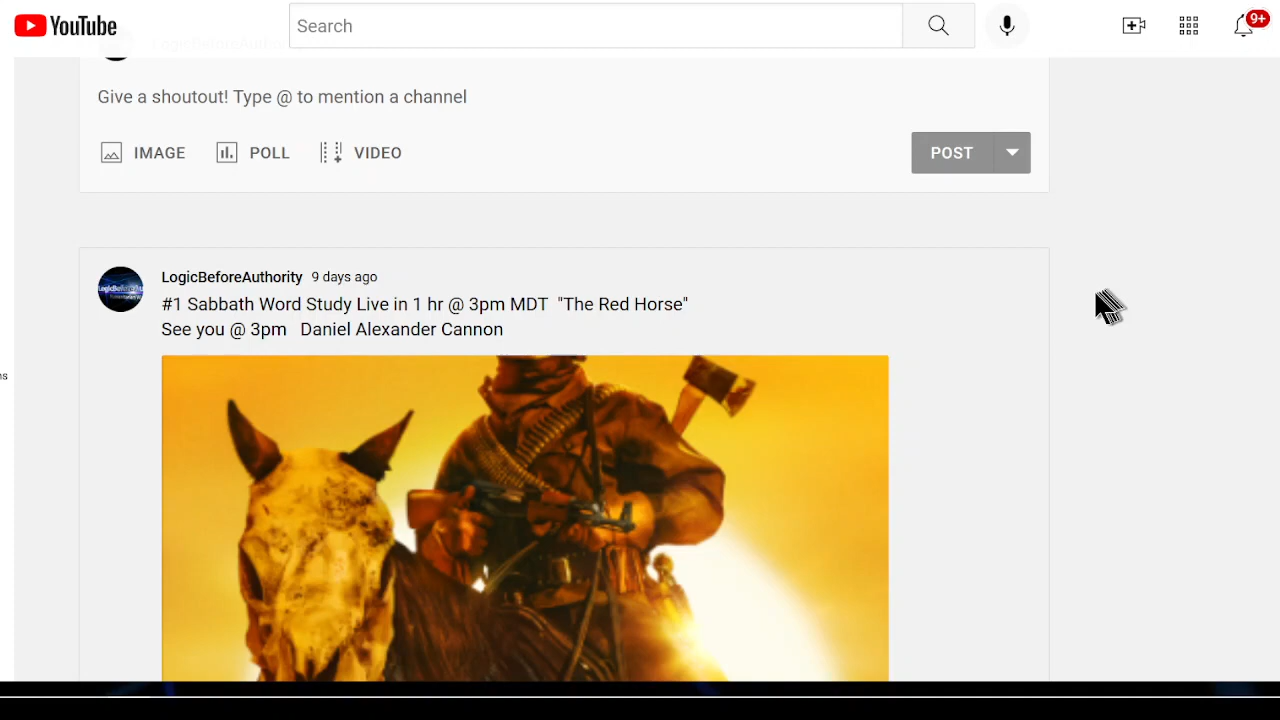 YouTube
Search
9+
Give a shoutout! Type @ to mention a channel
IMAGE
POLL
VIDEO
POST
LogicBeforeAuthority 9 days ago
#1 Sabbath Word Study Live in 1 hr @ 3pm MDT "The Red Horse"
See you @ 3pm Daniel Alexander Cannon